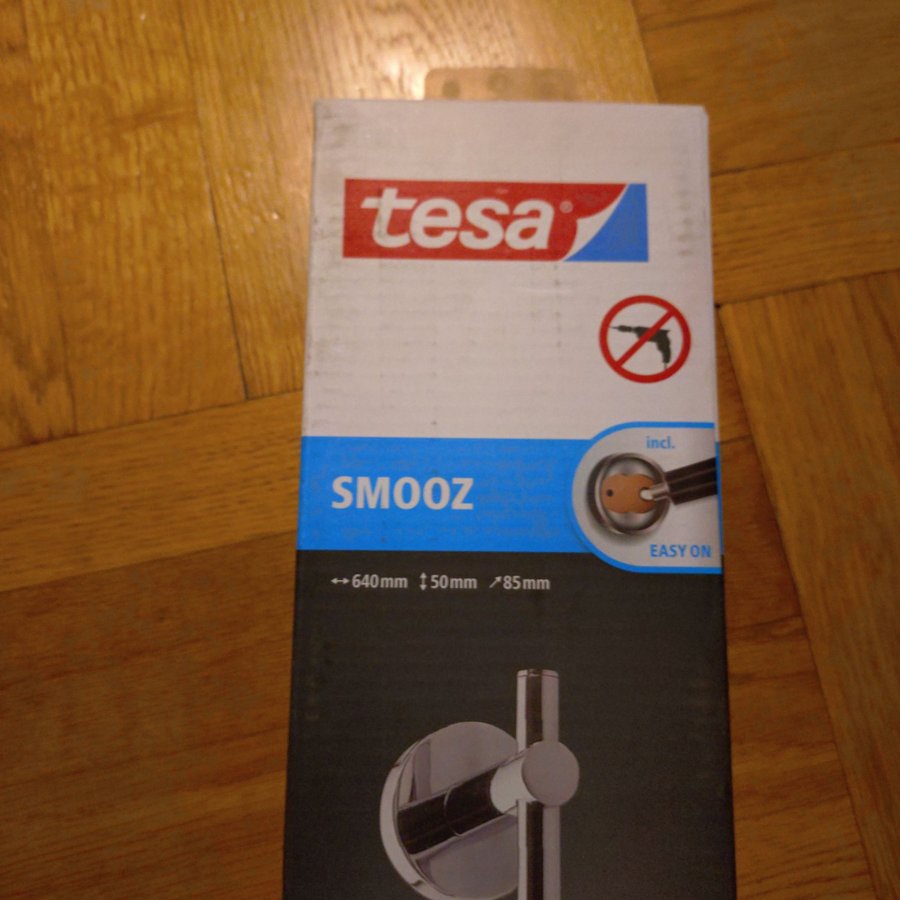 tesa®
incl.
SMOOZ
EASY ON
↔640mm ↕50mm ↗85mm